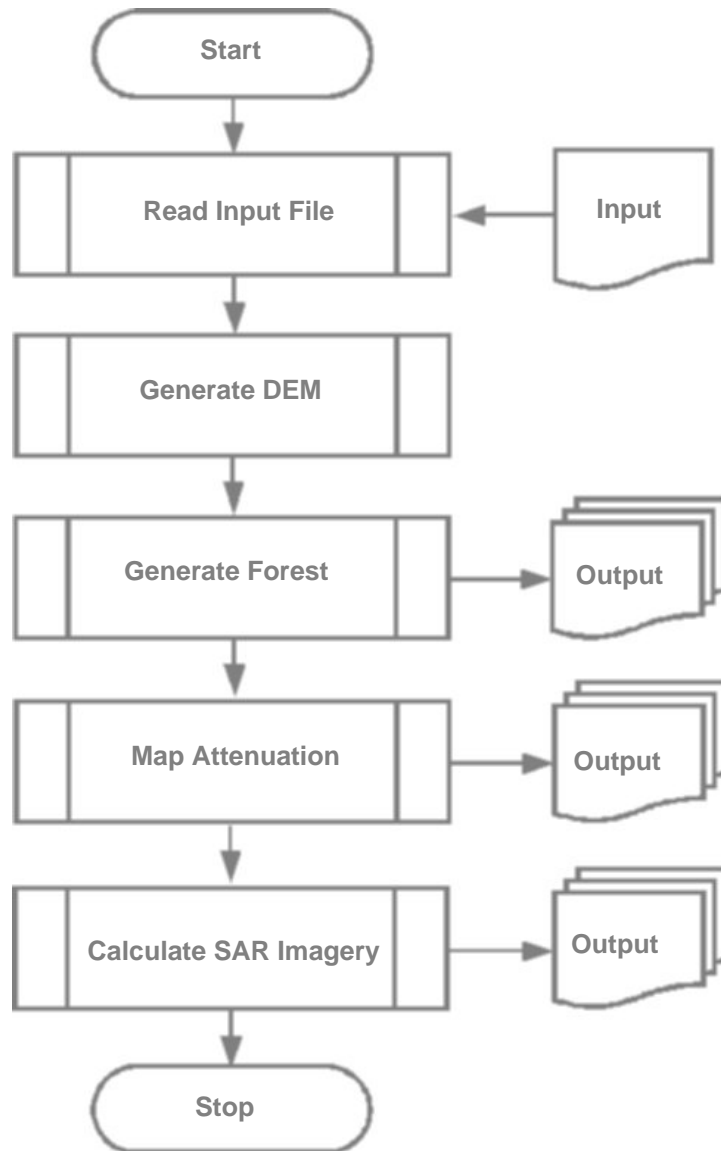 Start
Read Input File
Input
Generate DEM
Generate Forest
Output
Map Attenuation
Output
Calculate SAR Imagery
Output
Stop